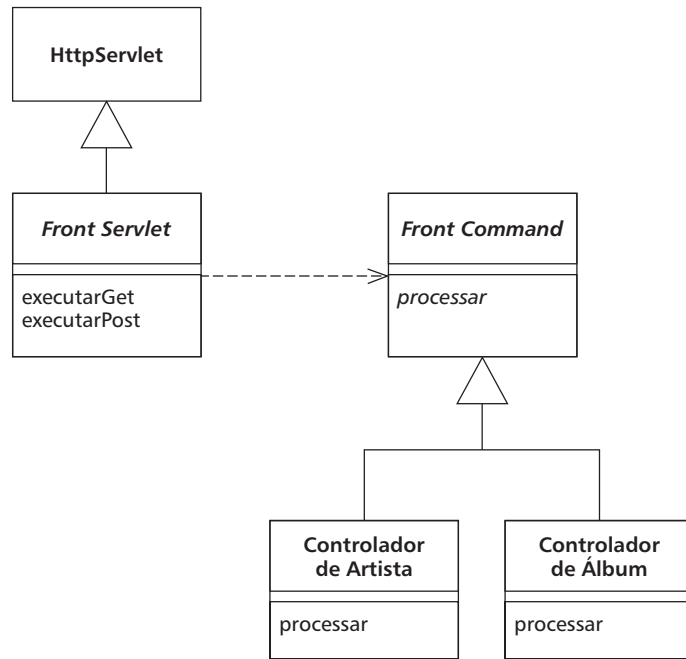 HttpServlet
Front Servlet
executarGet
executarPost
Front Command
processar
Controlador
de Artista
processar
Controlador
de Álbum
processar